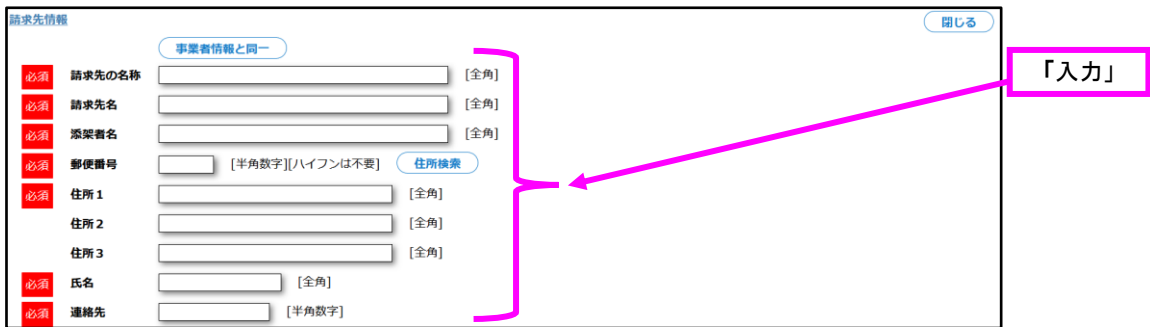 請求先情報 閉じる
事業者情報と同一
必須 請求先の名称 [全角]
必須 請求先名 [全角]
必須 添架者名 [全角]
必須 郵便番号 [半角数字][ハイフンは不要] 住所検索
必須 住所1 [全角]
住所2 [全角]
住所3 [全角]
必須 氏名 [全角]
必須 連絡先 [半角数字]
「入力」